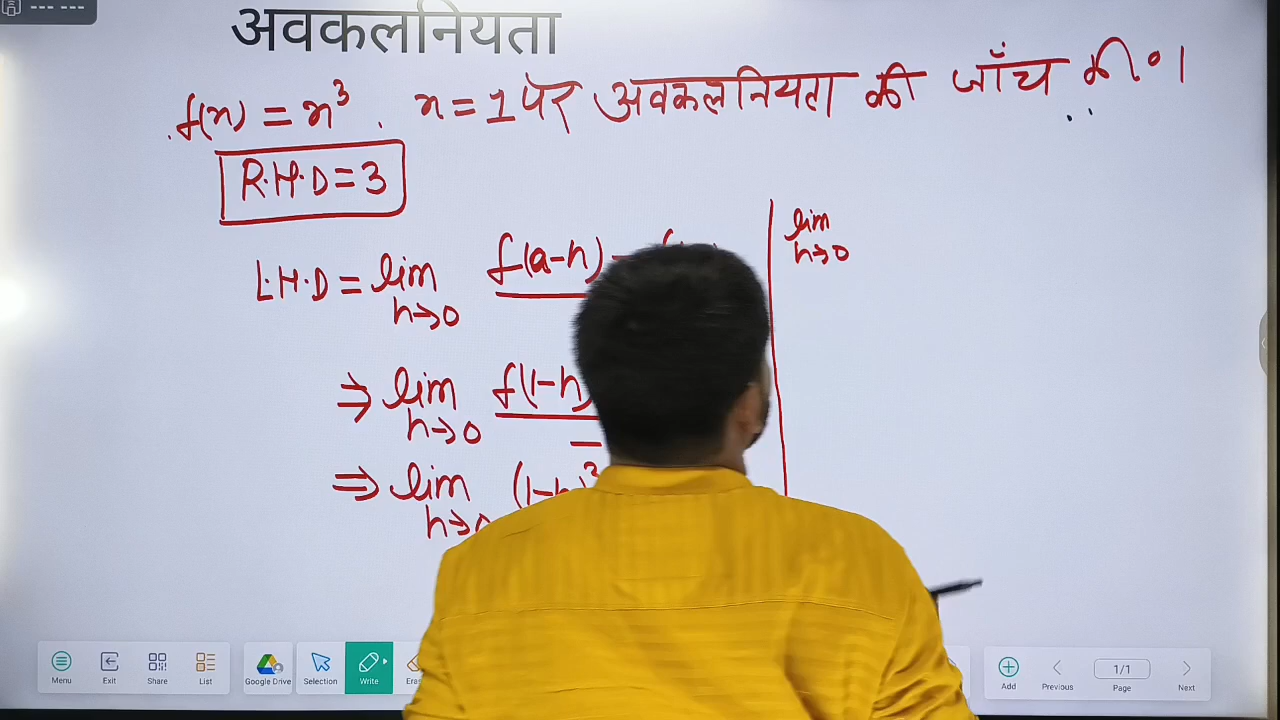 अवकलनियता
f(x) = x³. x = 1 पर अवकलनियता की जाँच की०।
R.H.D = 3
L.H.D = lim h→0 f(a-h) -
⇒ lim h→0 f(1-h)
⇒ lim h→0 (1-h)³
lim h→0
Menu Exit Share List Google Drive Selection Write
Add Previous 1/1 Page Next